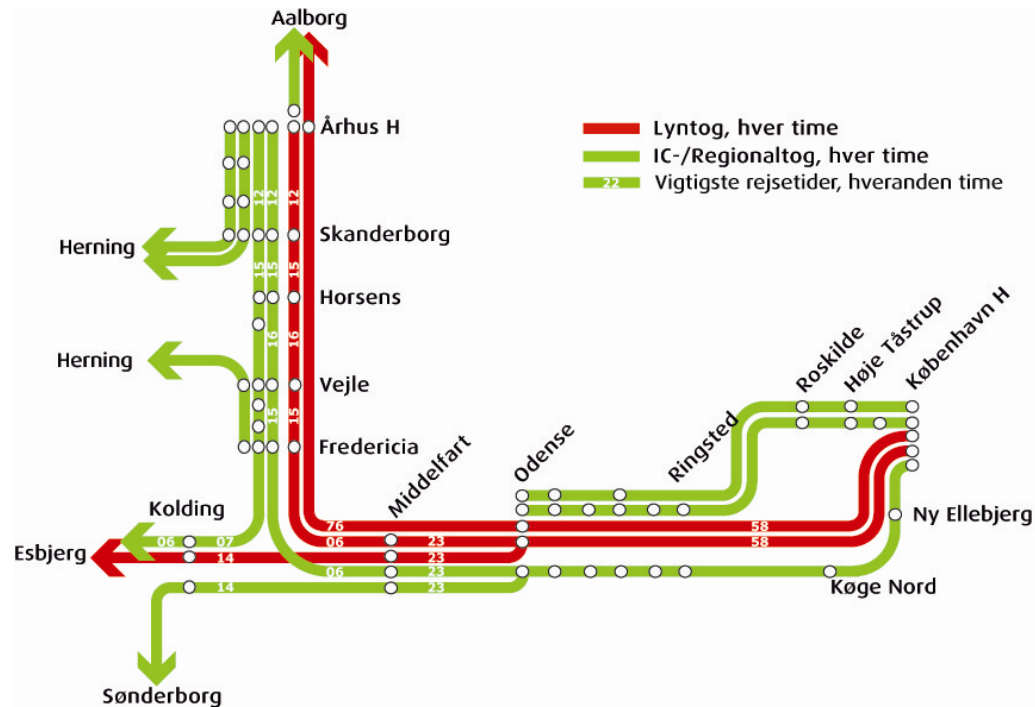 Aalborg
Århus H
Lyntog, hver time
IC-/Regionaltog, hver time
22 Vigtigste rejsetider, hveranden time
12 12 12
Skanderborg
Herning
15 15 15
Horsens
16 16
Herning
Vejle
15 15
Fredericia
Roskilde
Høje Tåstrup
København H
Middelfart
Odense
Ringsted
Kolding
Ny Ellebjerg
76 58
06 07 06 23 58
Esbjerg
14 23
06 23
Køge Nord
14 23
Sønderborg